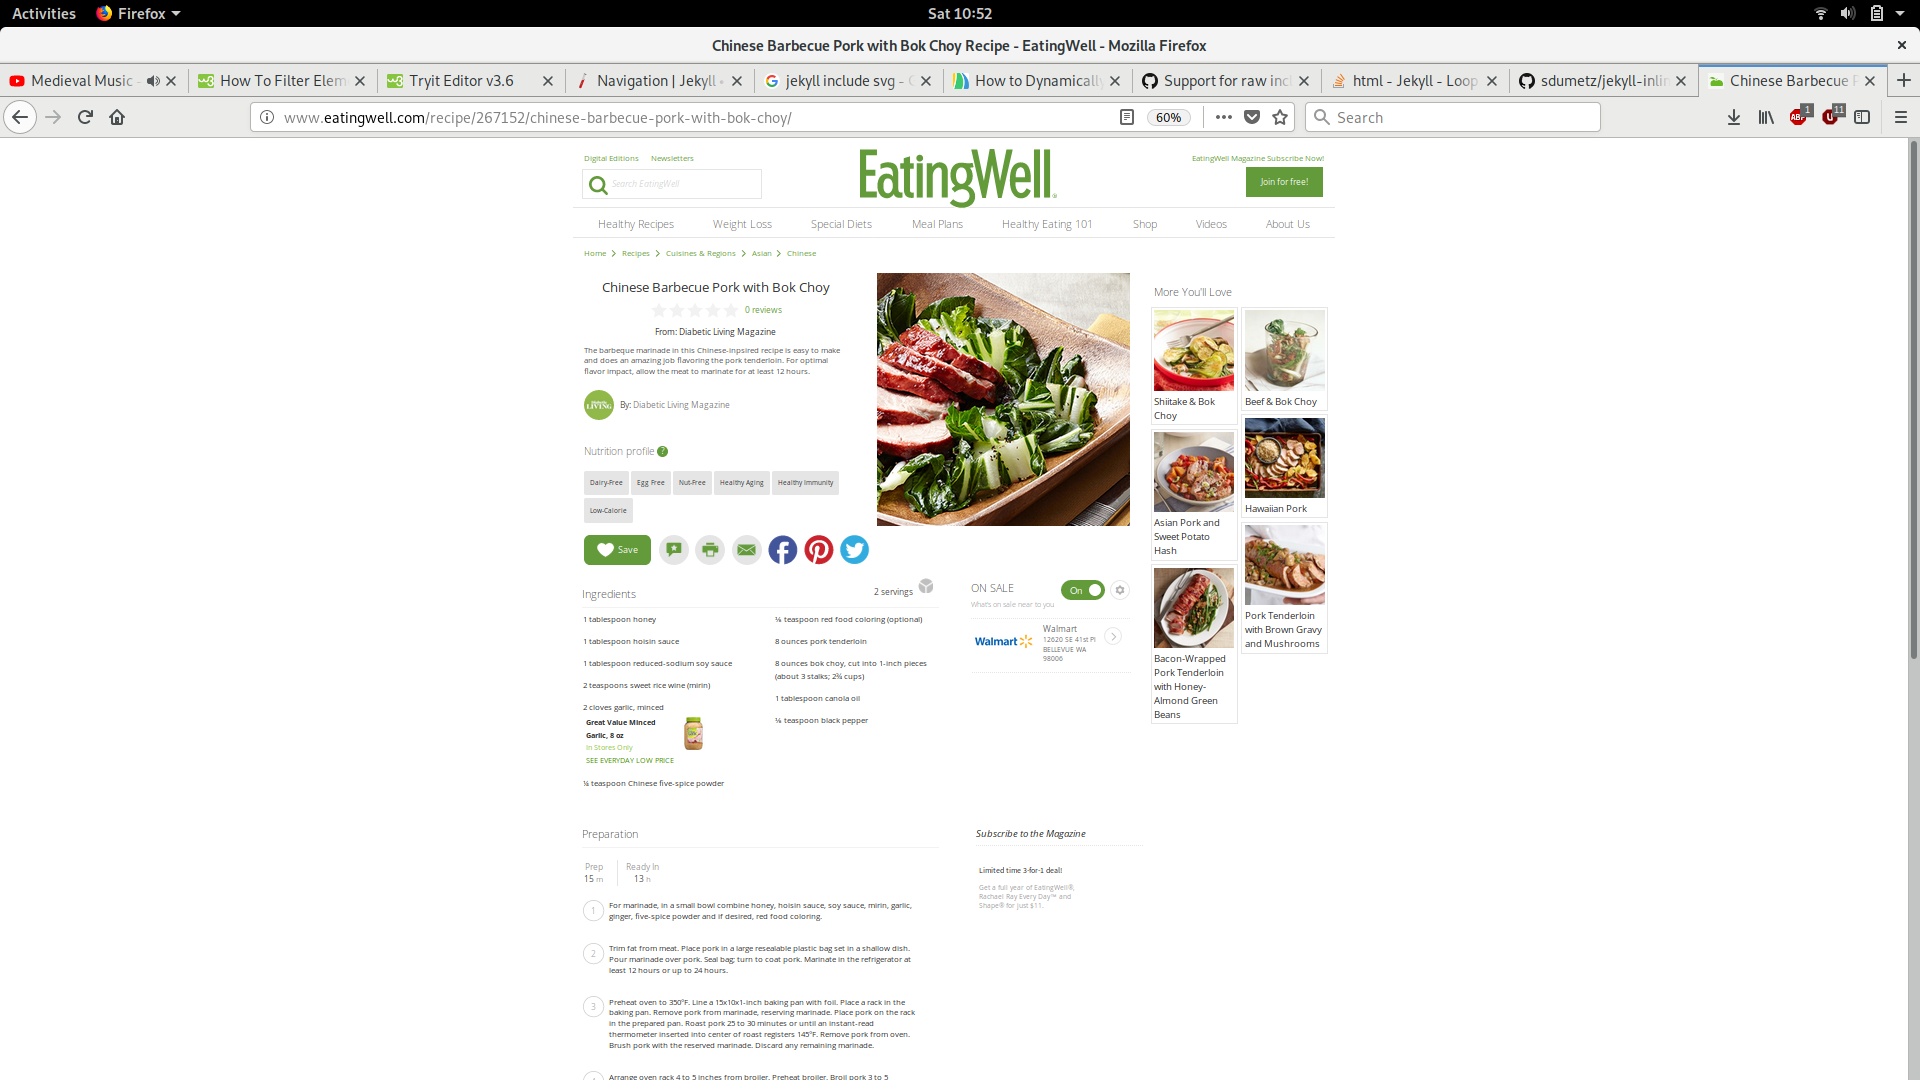 Activities Firefox Sat 10:52
Chinese Barbecue Pork with Bok Choy Recipe - EatingWell - Mozilla Firefox
Medieval Music - How To Filter Elem Tryit Editor v3.6 Navigation | Jekyll • jekyll include svg - G How to Dynamically Support for raw incl html - Jekyll - Loop sdumetz/jekyll-inlin Chinese Barbecue P
www.eatingwell.com/recipe/267152/chinese-barbecue-pork-with-bok-choy/ 60% Search ABP 1 11
Digital Editions Newsletters
EatingWell Magazine Subscribe Now!
Search EatingWell
EatingWell
Join for free!
Healthy Recipes Weight Loss Special Diets Meal Plans Healthy Eating 101 Shop Videos About Us
Home > Recipes > Cuisines & Regions > Asian > Chinese
Chinese Barbecue Pork with Bok Choy
0 reviews
From: Diabetic Living Magazine
The barbeque marinade in this Chinese-inpsired recipe is easy to make
and does an amazing job flavoring the pork tenderloin. For optimal
flavor impact, allow the meat to marinate for at least 12 hours.
LIVING
By: Diabetic Living Magazine
Nutrition profile ?
Dairy-Free Egg Free Nut-Free Healthy Aging Healthy Immunity
Low-Calorie
Save
Ingredients
2 servings
1 tablespoon honey
1 tablespoon hoisin sauce
1 tablespoon reduced-sodium soy sauce
2 teaspoons sweet rice wine (mirin)
2 cloves garlic, minced
Great Value Minced
Garlic, 8 oz
In Stores Only
SEE EVERYDAY LOW PRICE
teaspoon Chinese five-spice powder
teaspoon red food coloring (optional)
8 ounces pork tenderloin
8 ounces bok choy, cut into 1-inch pieces
(about 3 stalks; cups)
1 tablespoon canola oil
teaspoon black pepper
ON SALE
On
What's on sale near to you
Walmart
Walmart
12620 SE 41st Pl
BELLEVUE WA
98006
More You'll Love
Shiitake & Bok
Choy
Beef & Bok Choy
Asian Pork and
Sweet Potato
Hash
Hawaiian Pork
Bacon-Wrapped
Pork Tenderloin
with Honey-
Almond Green
Beans
Pork Tenderloin
with Brown Gravy
and Mushrooms
Preparation
Prep Ready In
15 m 13 h
1 For marinade, in a small bowl combine honey, hoisin sauce, soy sauce, mirin, garlic,
ginger, five-spice powder and if desired, red food coloring.
2 Trim fat from meat. Place pork in a large resealable plastic bag set in a shallow dish.
Pour marinade over pork. Seal bag; turn to coat pork. Marinate in the refrigerator at
least 12 hours or up to 24 hours.
3 Preheat oven to 350°F. Line a 15x10x1-inch baking pan with foil. Place a rack in the
baking pan. Remove pork from marinade, reserving marinade. Place pork on the rack
in the prepared pan. Roast pork 25 to 30 minutes or until an instant-read
thermometer inserted into center of roast registers 145°F. Remove pork from oven.
Brush pork with the reserved marinade. Discard any remaining marinade.
Arrange oven rack 4 to 5 inches from broiler. Preheat broiler. Broil pork 3 to 5
Subscribe to the Magazine
Limited time 3-for-1 deal!
Get a full year of EatingWell®,
Rachael Ray Every Day™ and
Shape® for just $11.